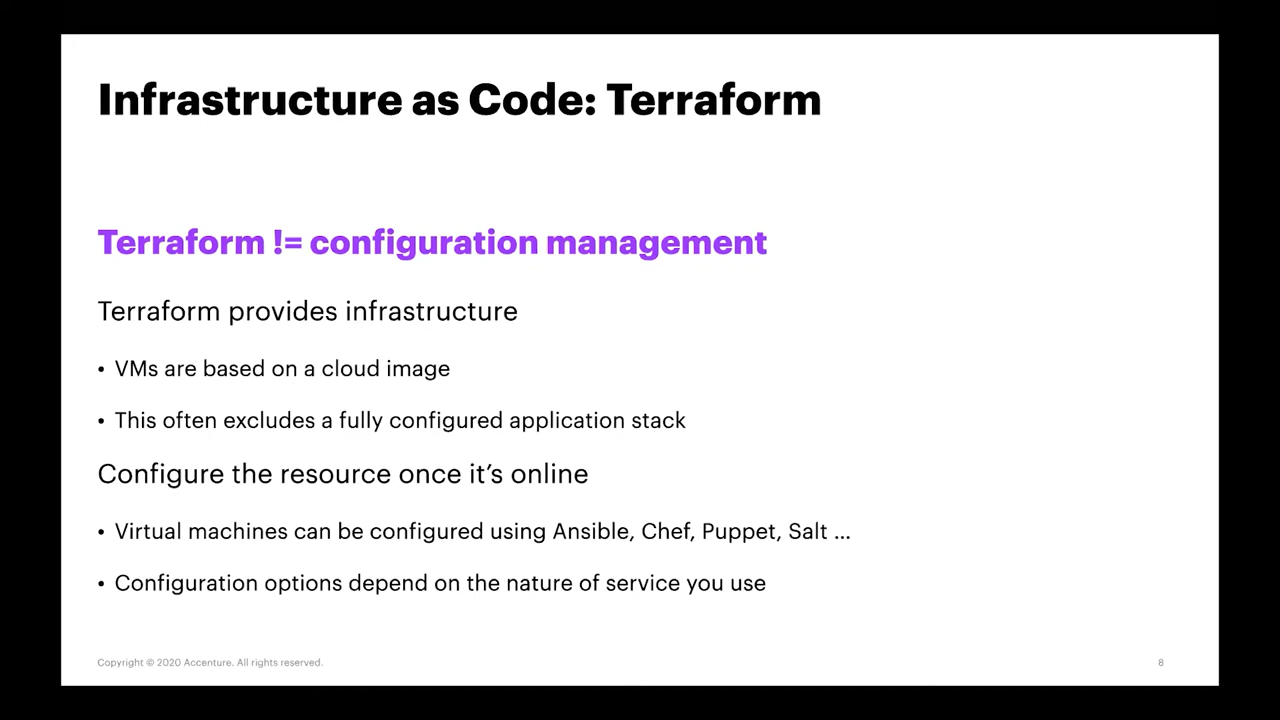 Infrastructure as Code: Terraform
Terraform != configuration management
Terraform provides infrastructure
• VMs are based on a cloud image
• This often excludes a fully configured application stack
Configure the resource once it’s online
• Virtual machines can be configured using Ansible, Chef, Puppet, Salt ...
• Configuration options depend on the nature of service you use
Copyright © 2020 Accenture. All rights reserved.
8